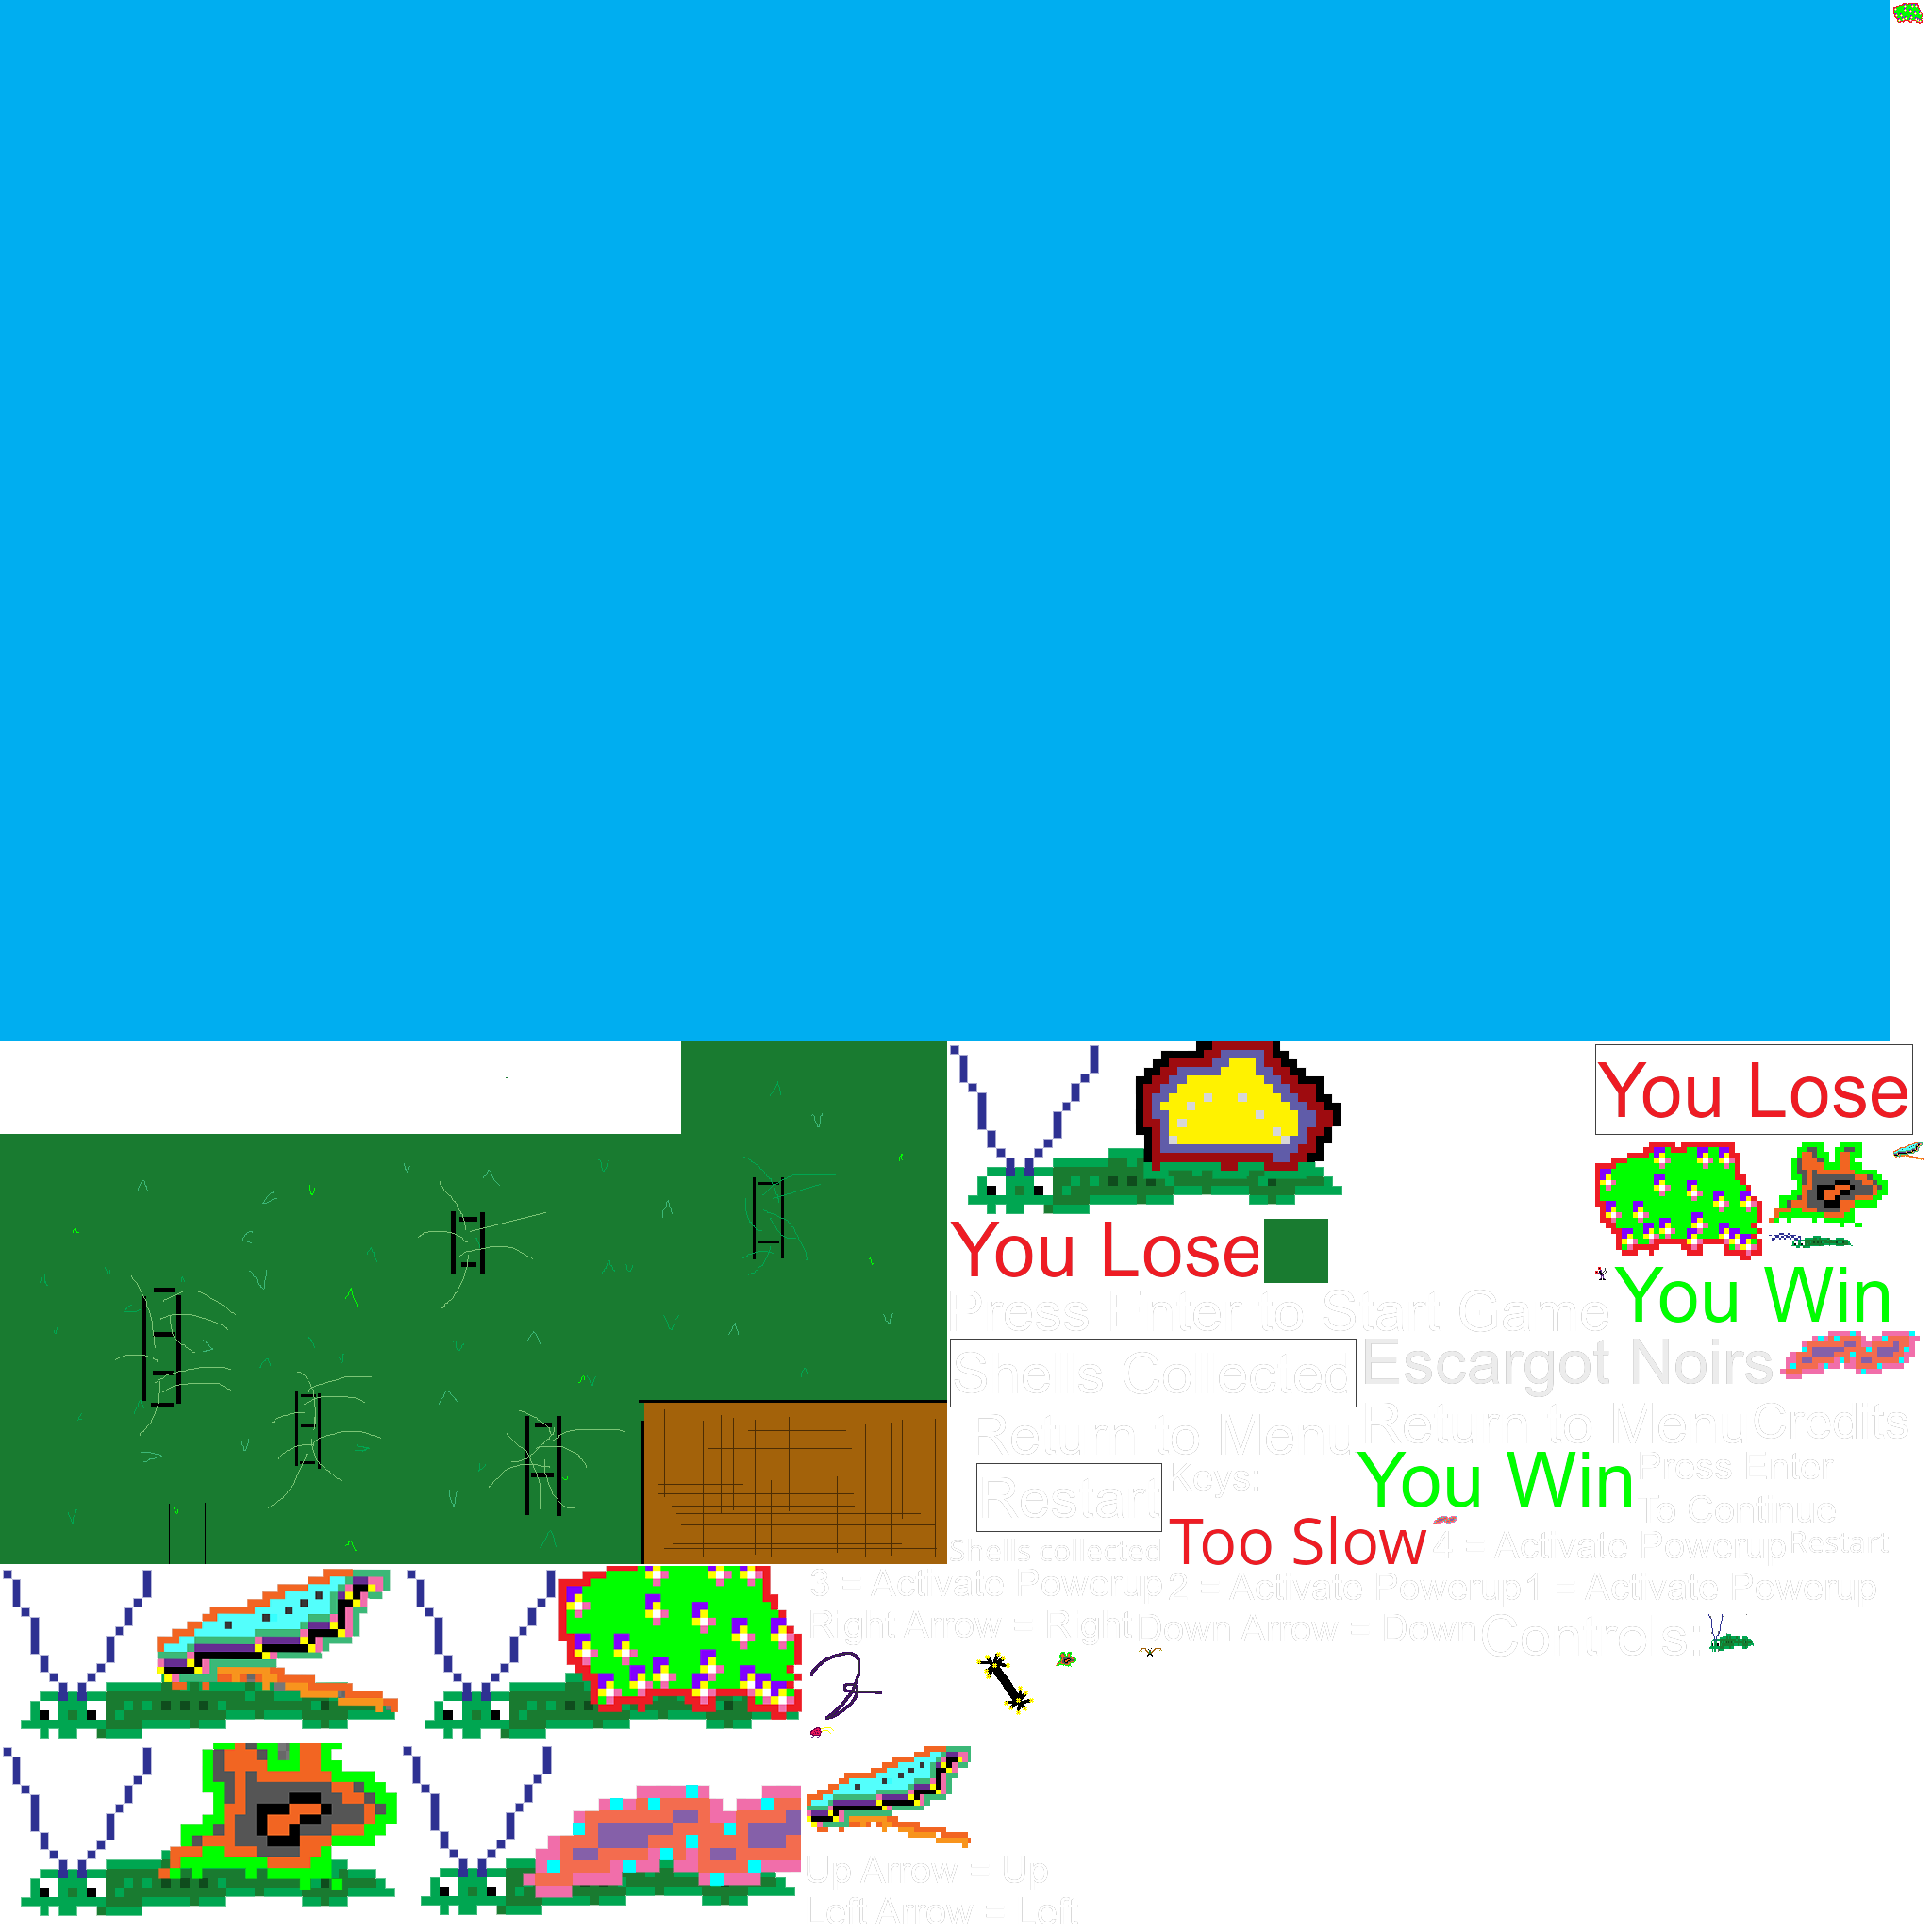 You Lose
You Lose
Press Enter to Start Game
You Win
Shells Collected
Escargot Noirs
Return to Menu
Return to Menu
Credits
Restart
Keys:
You Win
Press Enter
To Continue
Shells collected
Too Slow
4 = Activate Powerup
Restart
3 = Activate Powerup
2 = Activate Powerup
1 = Activate Powerup
Right Arrow = Right
Down Arrow = Down
Controls:
Up Arrow = Up
Left Arrow = Left